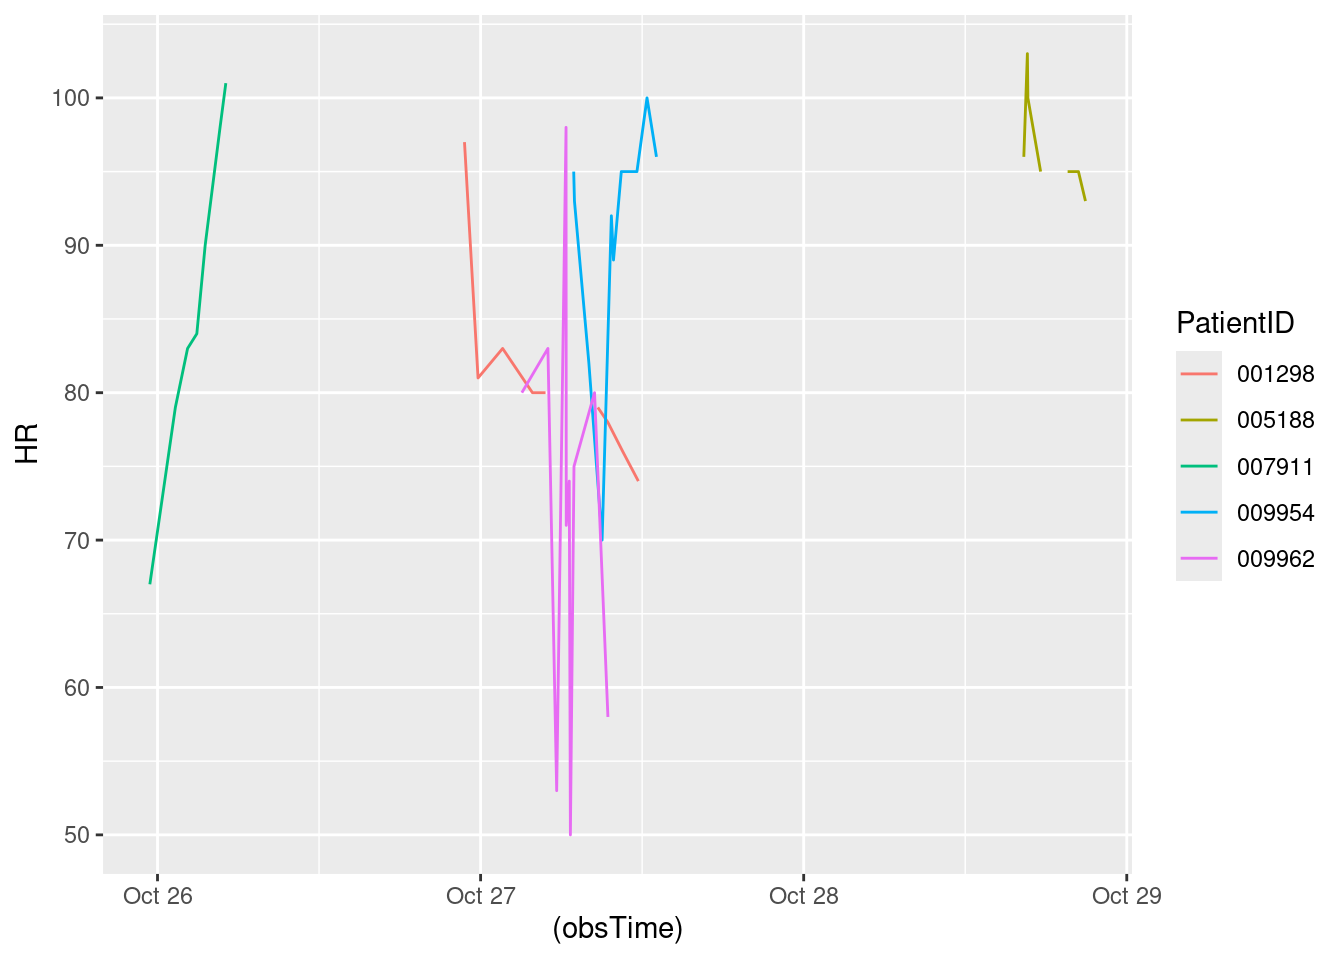 100
90
80
70
60
50
HR
Oct 26
Oct 27
Oct 28
Oct 29
(obsTime)
PatientID
001298
005188
007911
009954
009962